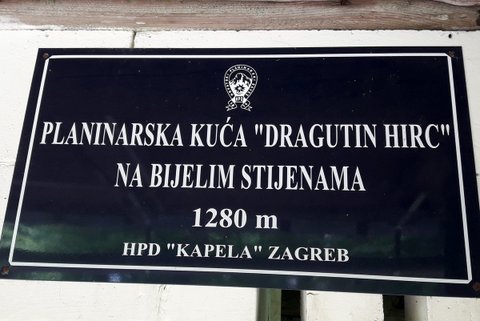 PLANINARSKA KUĆA "DRAGUTIN HIRC"
NA BIJELIM STIJENAMA
1280 m
HPD "KAPELA" ZAGREB